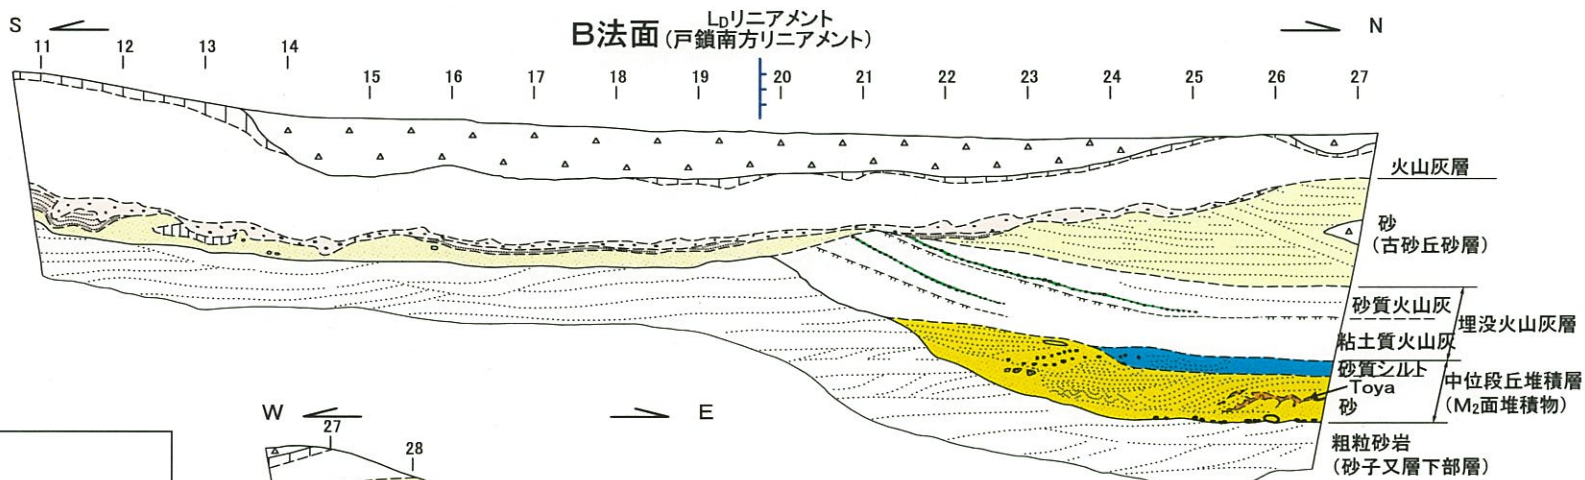 S
N
B法面(戸鎖南方リニアメント)
LDリニアメント
11 12 13 14 15 16 17 18 19 20 21 22 23 24 25 26 27
火山灰層
砂
(古砂丘砂層)
砂質火山灰
埋没火山灰層
粘土質火山灰
砂質シルト
Toya
中位段丘堆積層
砂
(M2面堆積物)
粗粒砂岩
(砂子又層下部層)
W
E
27
28